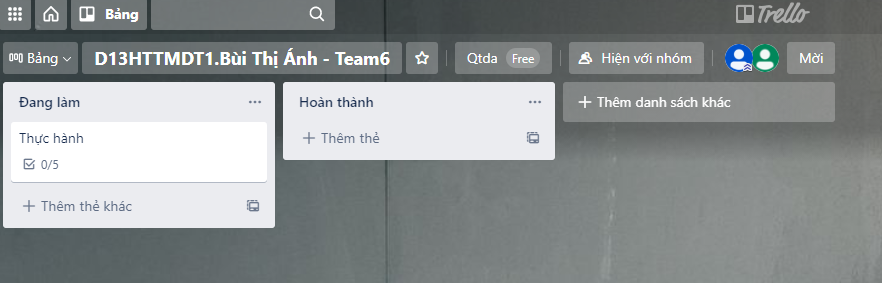 Bảng
Trello
Bảng
D13HTTMDT1.Bùi Thị Ánh - Team6
Qtda Free
Hiện với nhóm
Mời
Đang làm
Thực hành
0/5
+ Thêm thẻ khác
Hoàn thành
+ Thêm thẻ
+ Thêm danh sách khác